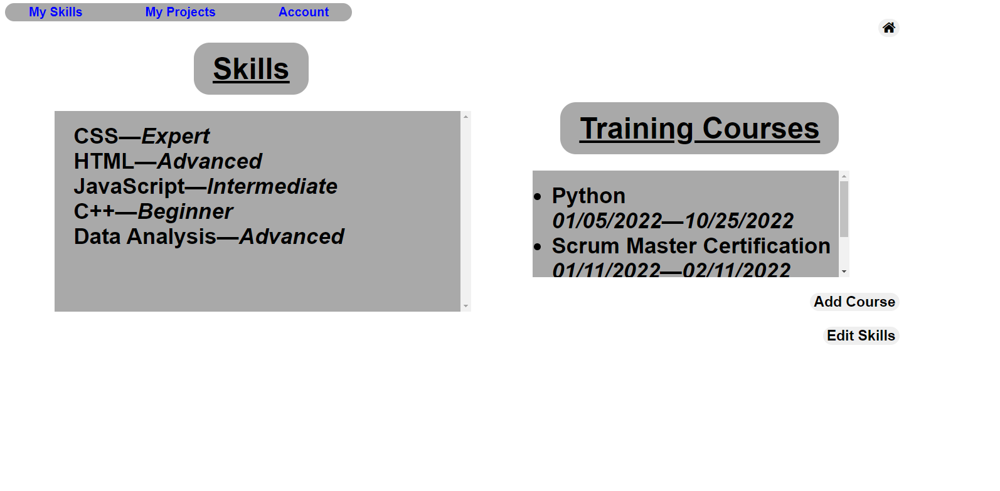 My Skills My Projects Account
Skills
CSS—Expert
HTML—Advanced
JavaScript—Intermediate
C++—Beginner
Data Analysis—Advanced
Training Courses
Python
01/05/2022—10/25/2022
Scrum Master Certification
01/11/2022—02/11/2022
Add Course
Edit Skills